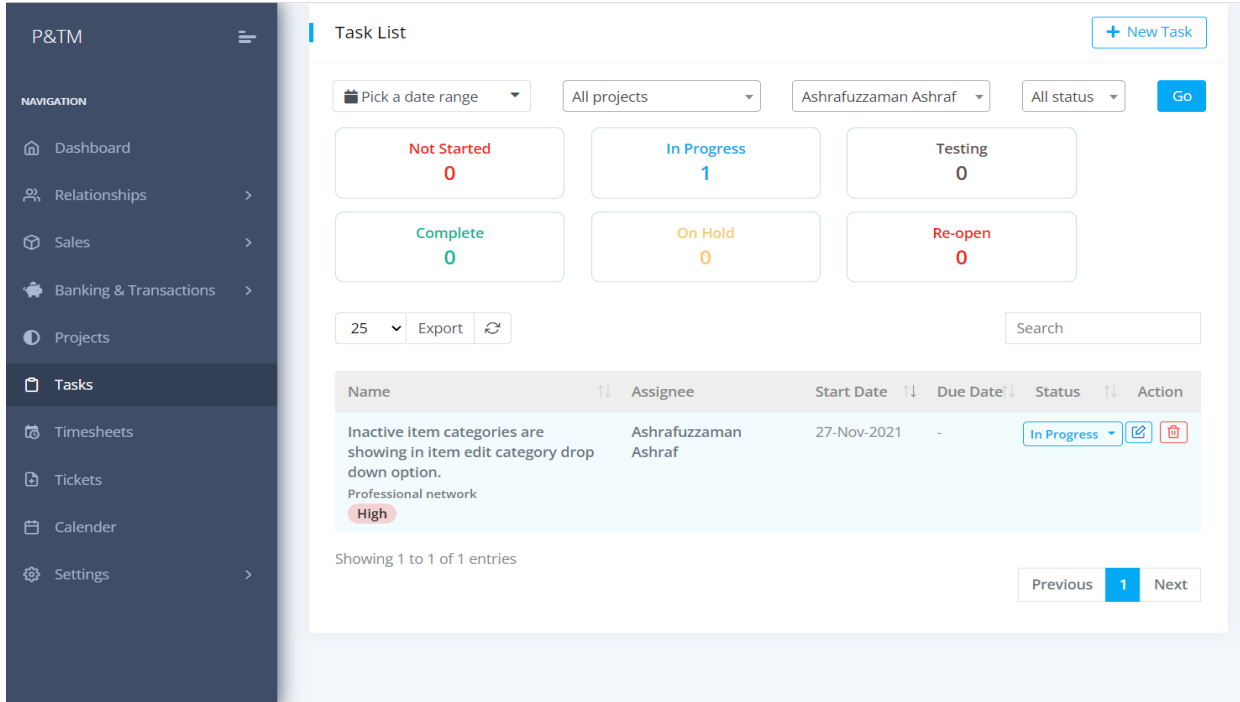 P&TM
NAVIGATION
Dashboard
Relationships
Sales
Banking & Transactions
Projects
Tasks
Timesheets
Tickets
Calender
Settings
Task List
+ New Task
Pick a date range
All projects
Ashrafuzzaman Ashraf
All status
Go
Not Started
0
In Progress
1
Testing
0
Complete
0
On Hold
0
Re-open
0
25
Export
Search
Name Assignee Start Date Due Date Status Action
Inactive item categories are
showing in item edit category drop
down option.
Professional network
High
Ashrafuzzaman
Ashraf
27-Nov-2021
-
In Progress
Showing 1 to 1 of 1 entries
Previous 1 Next